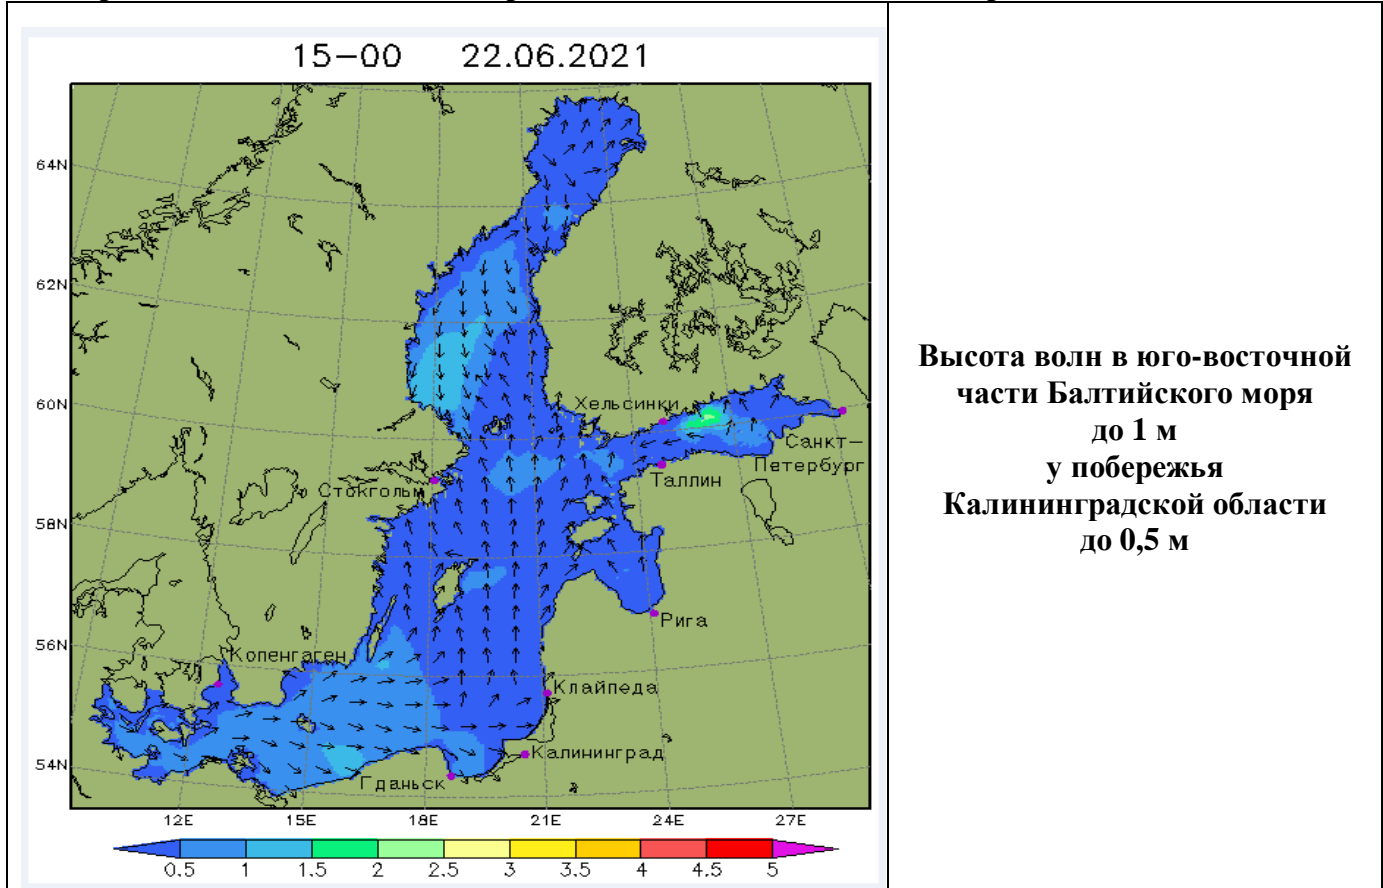 15-00 22.06.2021
64N
62N
60N
58N
56N
54N
Хельсинки
Санкт-
Петербург
Таллин
Стокгольм
Рига
Копенгаген
Клайпеда
Калининград
Гданьск
12E 15E 18E 21E 24E 27E
0.5 1 1.5 2 2.5 3 3.5 4 4.5 5
Высота волн в юго-восточной
части Балтийского моря
до 1 м
у побережья
Калининградской области
до 0,5 м